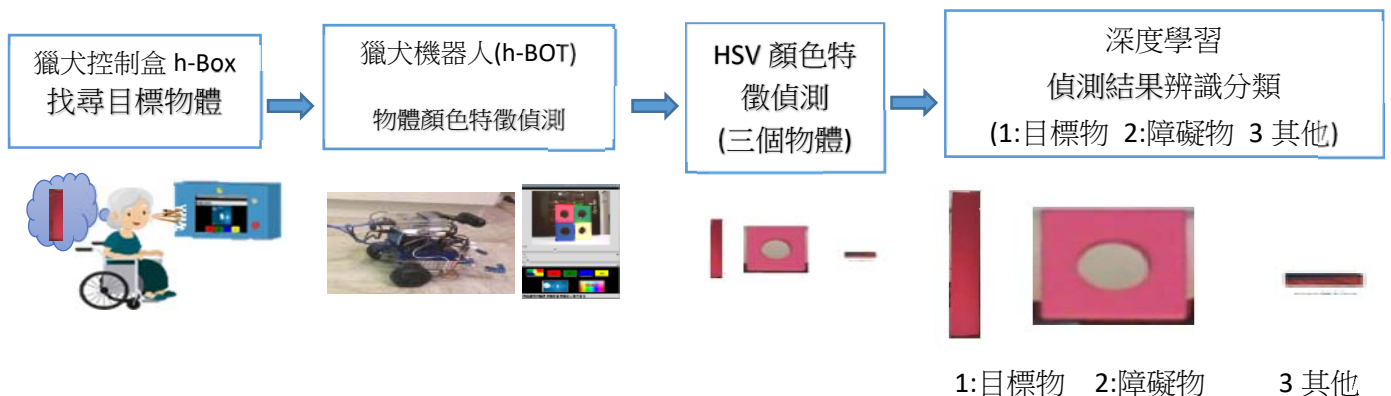 獵犬控制盒 h-Box
找尋目標物體
獵犬機器人(h-BOT)
物體顏色特徵偵測
HSV 顏色特
徵偵測
(三個物體)
深度學習
偵測結果辨識分類
(1:目標物 2:障礙物 3 其他)
1:目標物 2:障礙物 3 其他